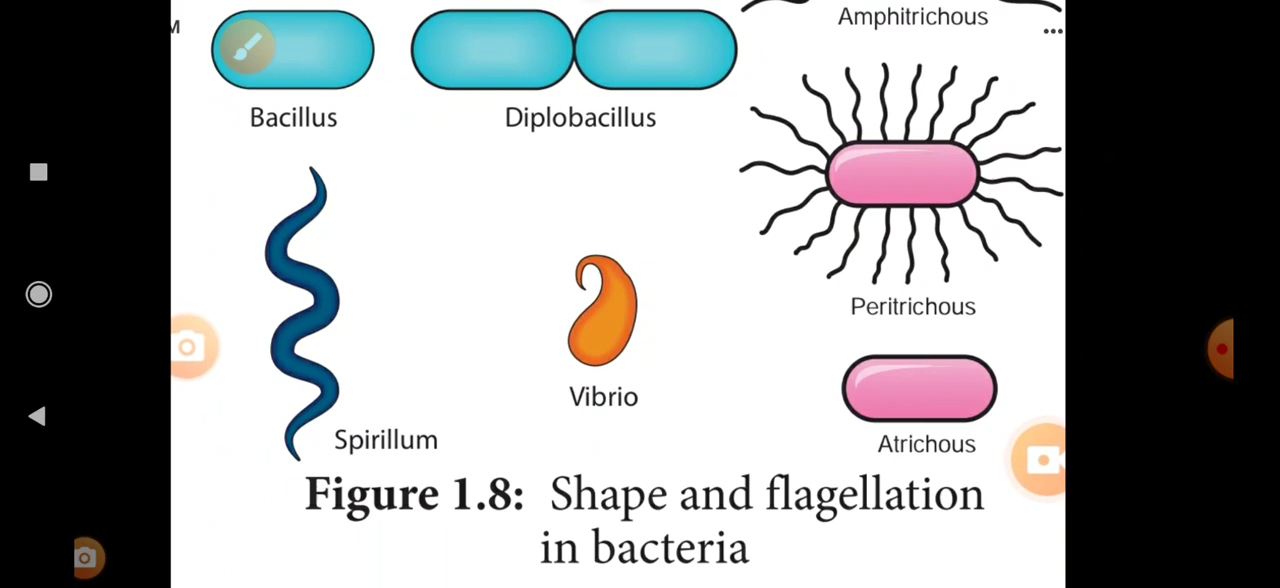 M
Amphitrichous
Bacillus
Diplobacillus
Peritrichous
Vibrio
Spirillum
Atrichous
Figure 1.8: Shape and flagellation
in bacteria